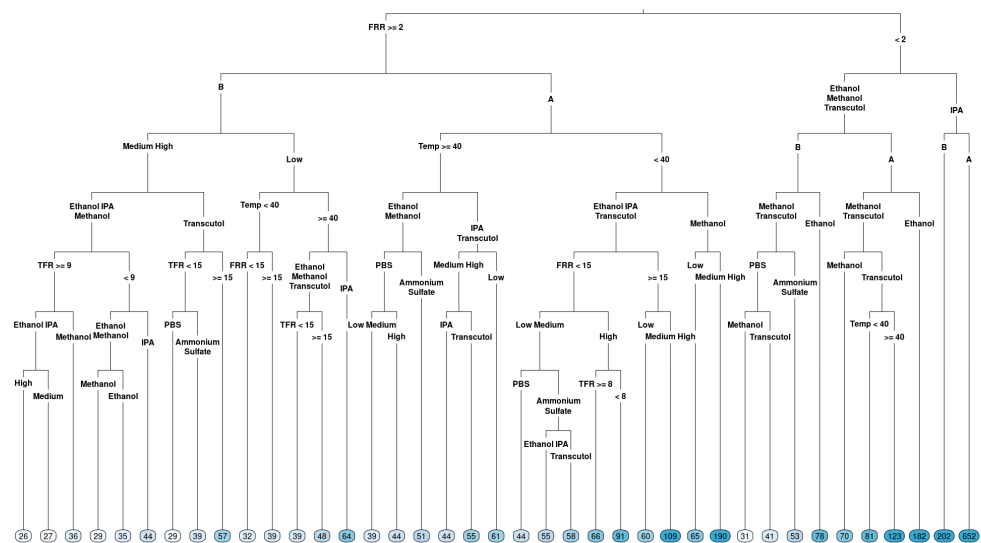 FRR >= 2
< 2
B
A
Ethanol
Methanol
Transcutol
IPA
Medium High
Low
Temp >= 40
< 40
B
A
B
A
Ethanol IPA
Methanol
Transcutol
Temp < 40
>= 40
Ethanol
Methanol
IPA
Transcutol
Ethanol IPA
Transcutol
Methanol
Methanol
Transcutol
Ethanol
Methanol
Transcutol
Ethanol
TFR >= 9
< 9
TFR < 15
>= 15
FRR < 15
>= 15
Ethanol
Methanol
Transcutol
IPA
PBS
Ammonium
Sulfate
Medium High
Low
FRR < 15
>= 15
Low
Medium High
PBS
Ammonium
Sulfate
Methanol
Transcutol
Ethanol IPA
Methanol
Ethanol
Methanol
IPA
PBS
Ammonium
Sulfate
TFR < 15
>= 15
Low Medium
High
IPA
Transcutol
Low Medium
High
Low
Medium High
Methanol
Transcutol
Temp < 40
>= 40
High
Medium
Methanol
Ethanol
PBS
Ammonium
Sulfate
TFR >= 8
< 8
Ethanol IPA
Transcutol
26 27 36 29 35 44 29 39 57 32 39 39 48 64 39 44 51 44 55 61 44 55 58 66 91 60 109 65 190 31 41 53 78 70 81 123 182 202 652